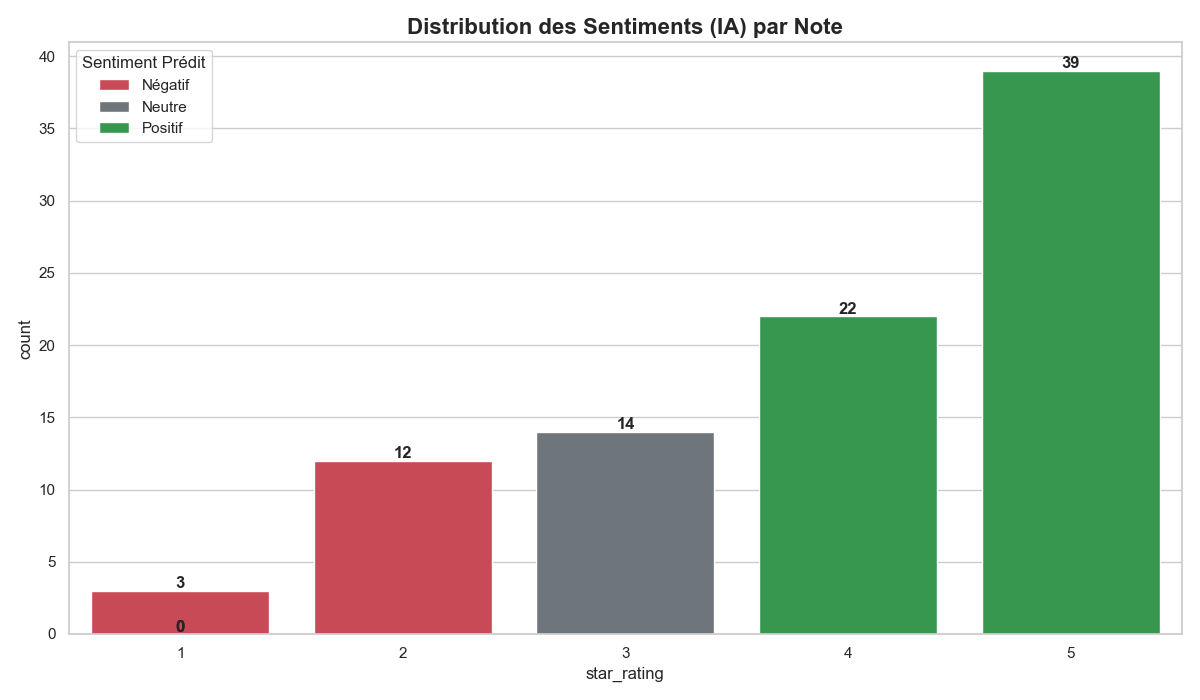 Distribution des Sentiments (IA) par Note
Sentiment Prédit
Négatif
Neutre
Positif
count
40
35
30
25
20
15
10
5
0
3
0
12
14
22
39
1
2
3
4
5
star_rating